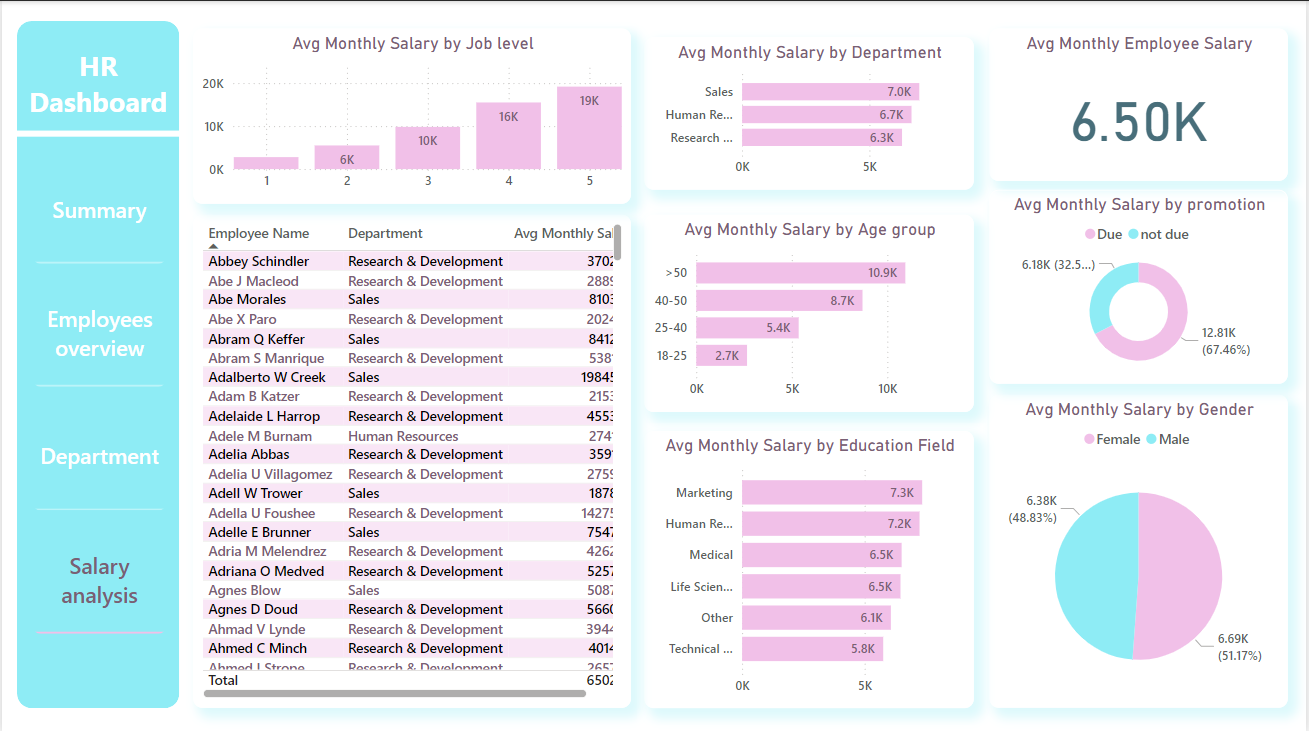 HR
Dashboard
Summary
Employees
overview
Department
Salary
analysis
Avg Monthly Salary by Job level
20K
10K
0K
6K
10K
16K
19K
1 2 3 4 5
Employee Name Department Avg Monthly Sal
Abbey Schindler Research & Development 3702
Abe J Macleod Research & Development 2889
Abe Morales Sales 8103
Abe X Paro Research & Development 2024
Abram Q Keffer Sales 8412
Abram S Manrique Research & Development 5381
Adalberto W Creek Sales 19845
Adam B Katzer Research & Development 2153
Adelaide L Harrop Research & Development 4553
Adele M Burnam Human Resources 2741
Adelia Abbas Research & Development 3591
Adelia U Villagomez Research & Development 2759
Adell W Trower Sales 1878
Adella U Foushee Research & Development 14275
Adelle E Brunner Sales 7547
Adria M Melendrez Research & Development 4262
Adriana O Medved Research & Development 5257
Agnes Blow Sales 5087
Agnes D Doud Research & Development 5660
Ahmad V Lynde Research & Development 3944
Ahmed C Minch Research & Development 4014
Ahmed I Strope Research & Development 2657
Total 6502
Avg Monthly Salary by Department
Sales 7.0K
Human Re... 6.7K
Research ... 6.3K
0K 5K
Avg Monthly Salary by Age group
>50 10.9K
40-50 8.7K
25-40 5.4K
18-25 2.7K
0K 5K 10K
Avg Monthly Salary by Education Field
Marketing 7.3K
Human Re... 7.2K
Medical 6.5K
Life Scien... 6.5K
Other 6.1K
Technical ... 5.8K
0K 5K
Avg Monthly Employee Salary
6.50K
Avg Monthly Salary by promotion
Due not due
6.18K (32.5...)
12.81K
(67.46%)
Avg Monthly Salary by Gender
Female Male
6.38K
(48.83%)
6.69K
(51.17%)